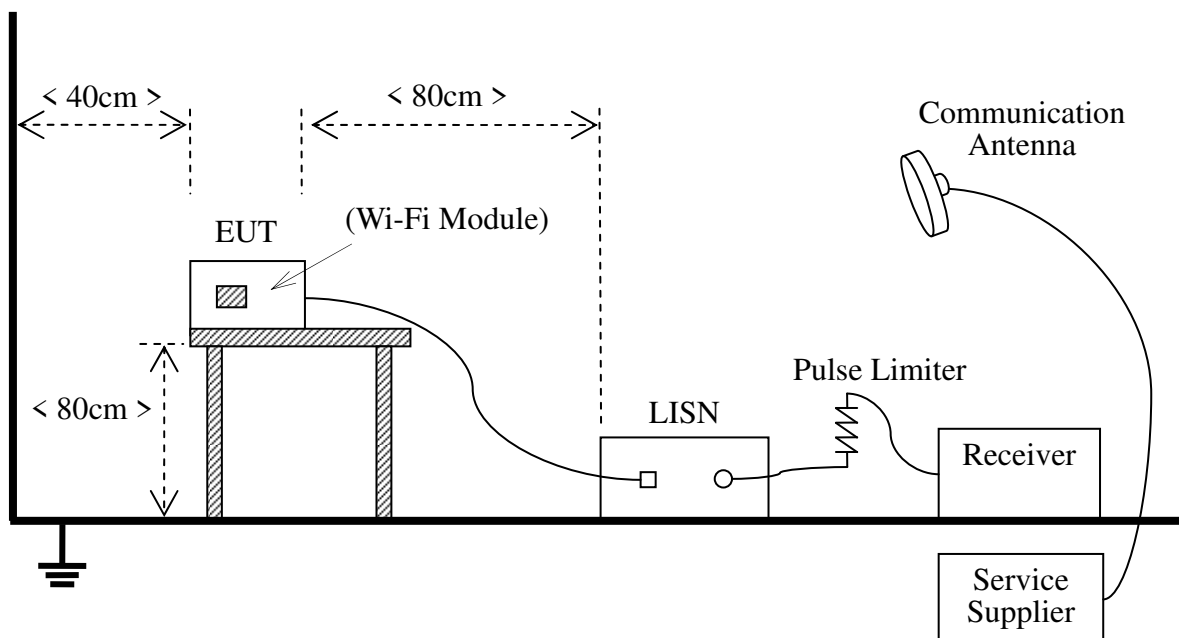 < 40cm >
< 80cm >
Communication
Antenna
(Wi-Fi Module)
EUT
Pulse Limiter
< 80cm >
LISN
Receiver
Service
Supplier